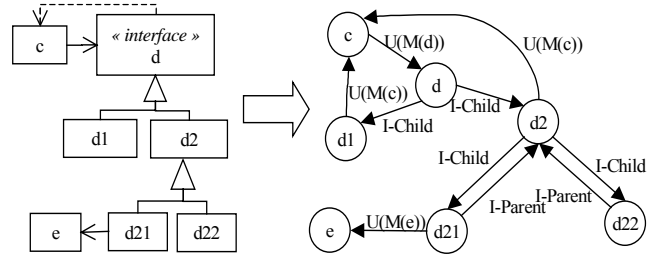 « interface »
d
c
d1
d2
e
d21
d22
c
U(M(d))
U(M(c))
d
U(M(c))
I-Child
I-Child
d1
d2
I-Child
I-Child
I-Parent
I-Parent
U(M(e))
e
d21
d22